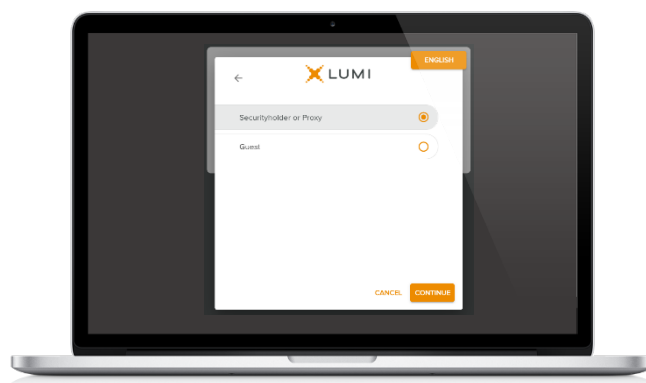 ENGLISH
LUMI
Securityholder or Proxy
Guest
CANCEL
CONTINUE